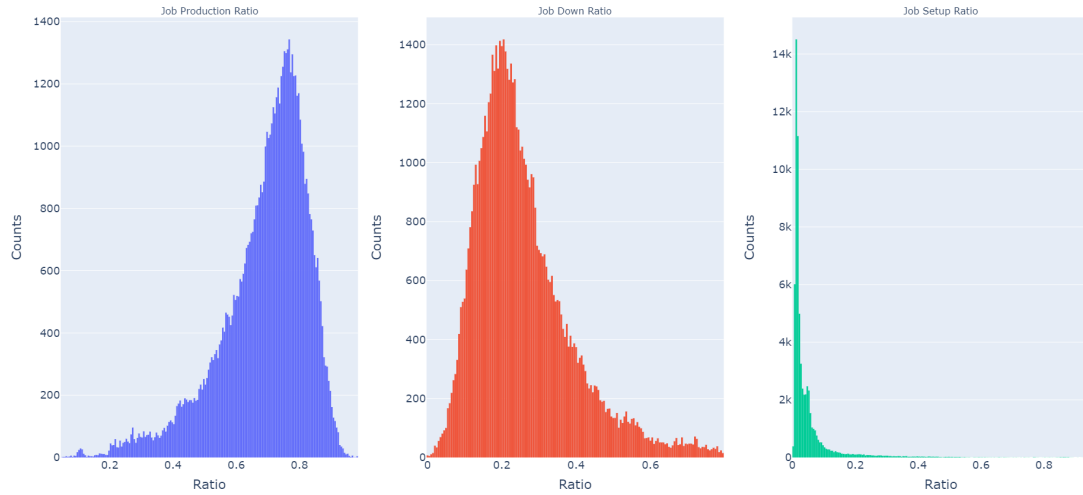 Job Production Ratio
Job Down Ratio
Job Setup Ratio
1400
1200
1000
800
600
400
200
0
Counts
0.2
0.4
0.6
0.8
Ratio
1400
1200
1000
800
600
400
200
0
Counts
0
0.2
0.4
0.6
Ratio
14k
12k
10k
8k
6k
4k
2k
0
Counts
0
0.2
0.4
0.6
0.8
Ratio